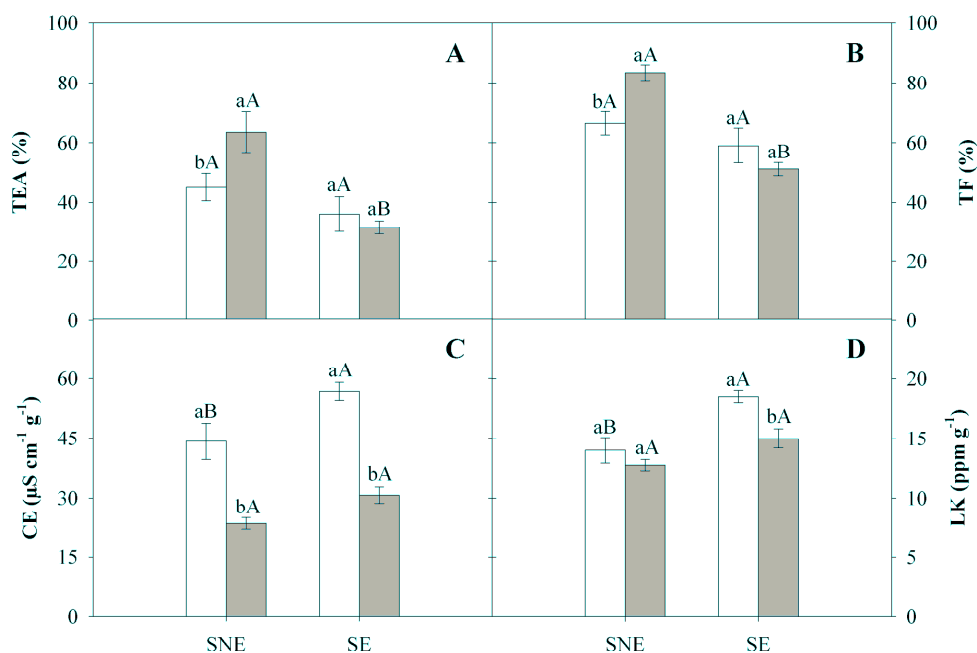 100
80
60
40
20
0
TEA (%)
A
bA
aA
aA
aB
B
bA
aA
aA
aB
100
80
60
40
20
0
TF (%)
60
45
30
15
0
CE (µS cm⁻¹ g⁻¹)
C
aB
bA
aA
bA
SNE
SE
D
aB
aA
aA
bA
SNE
SE
20
15
10
5
0
LK (ppm g⁻¹)